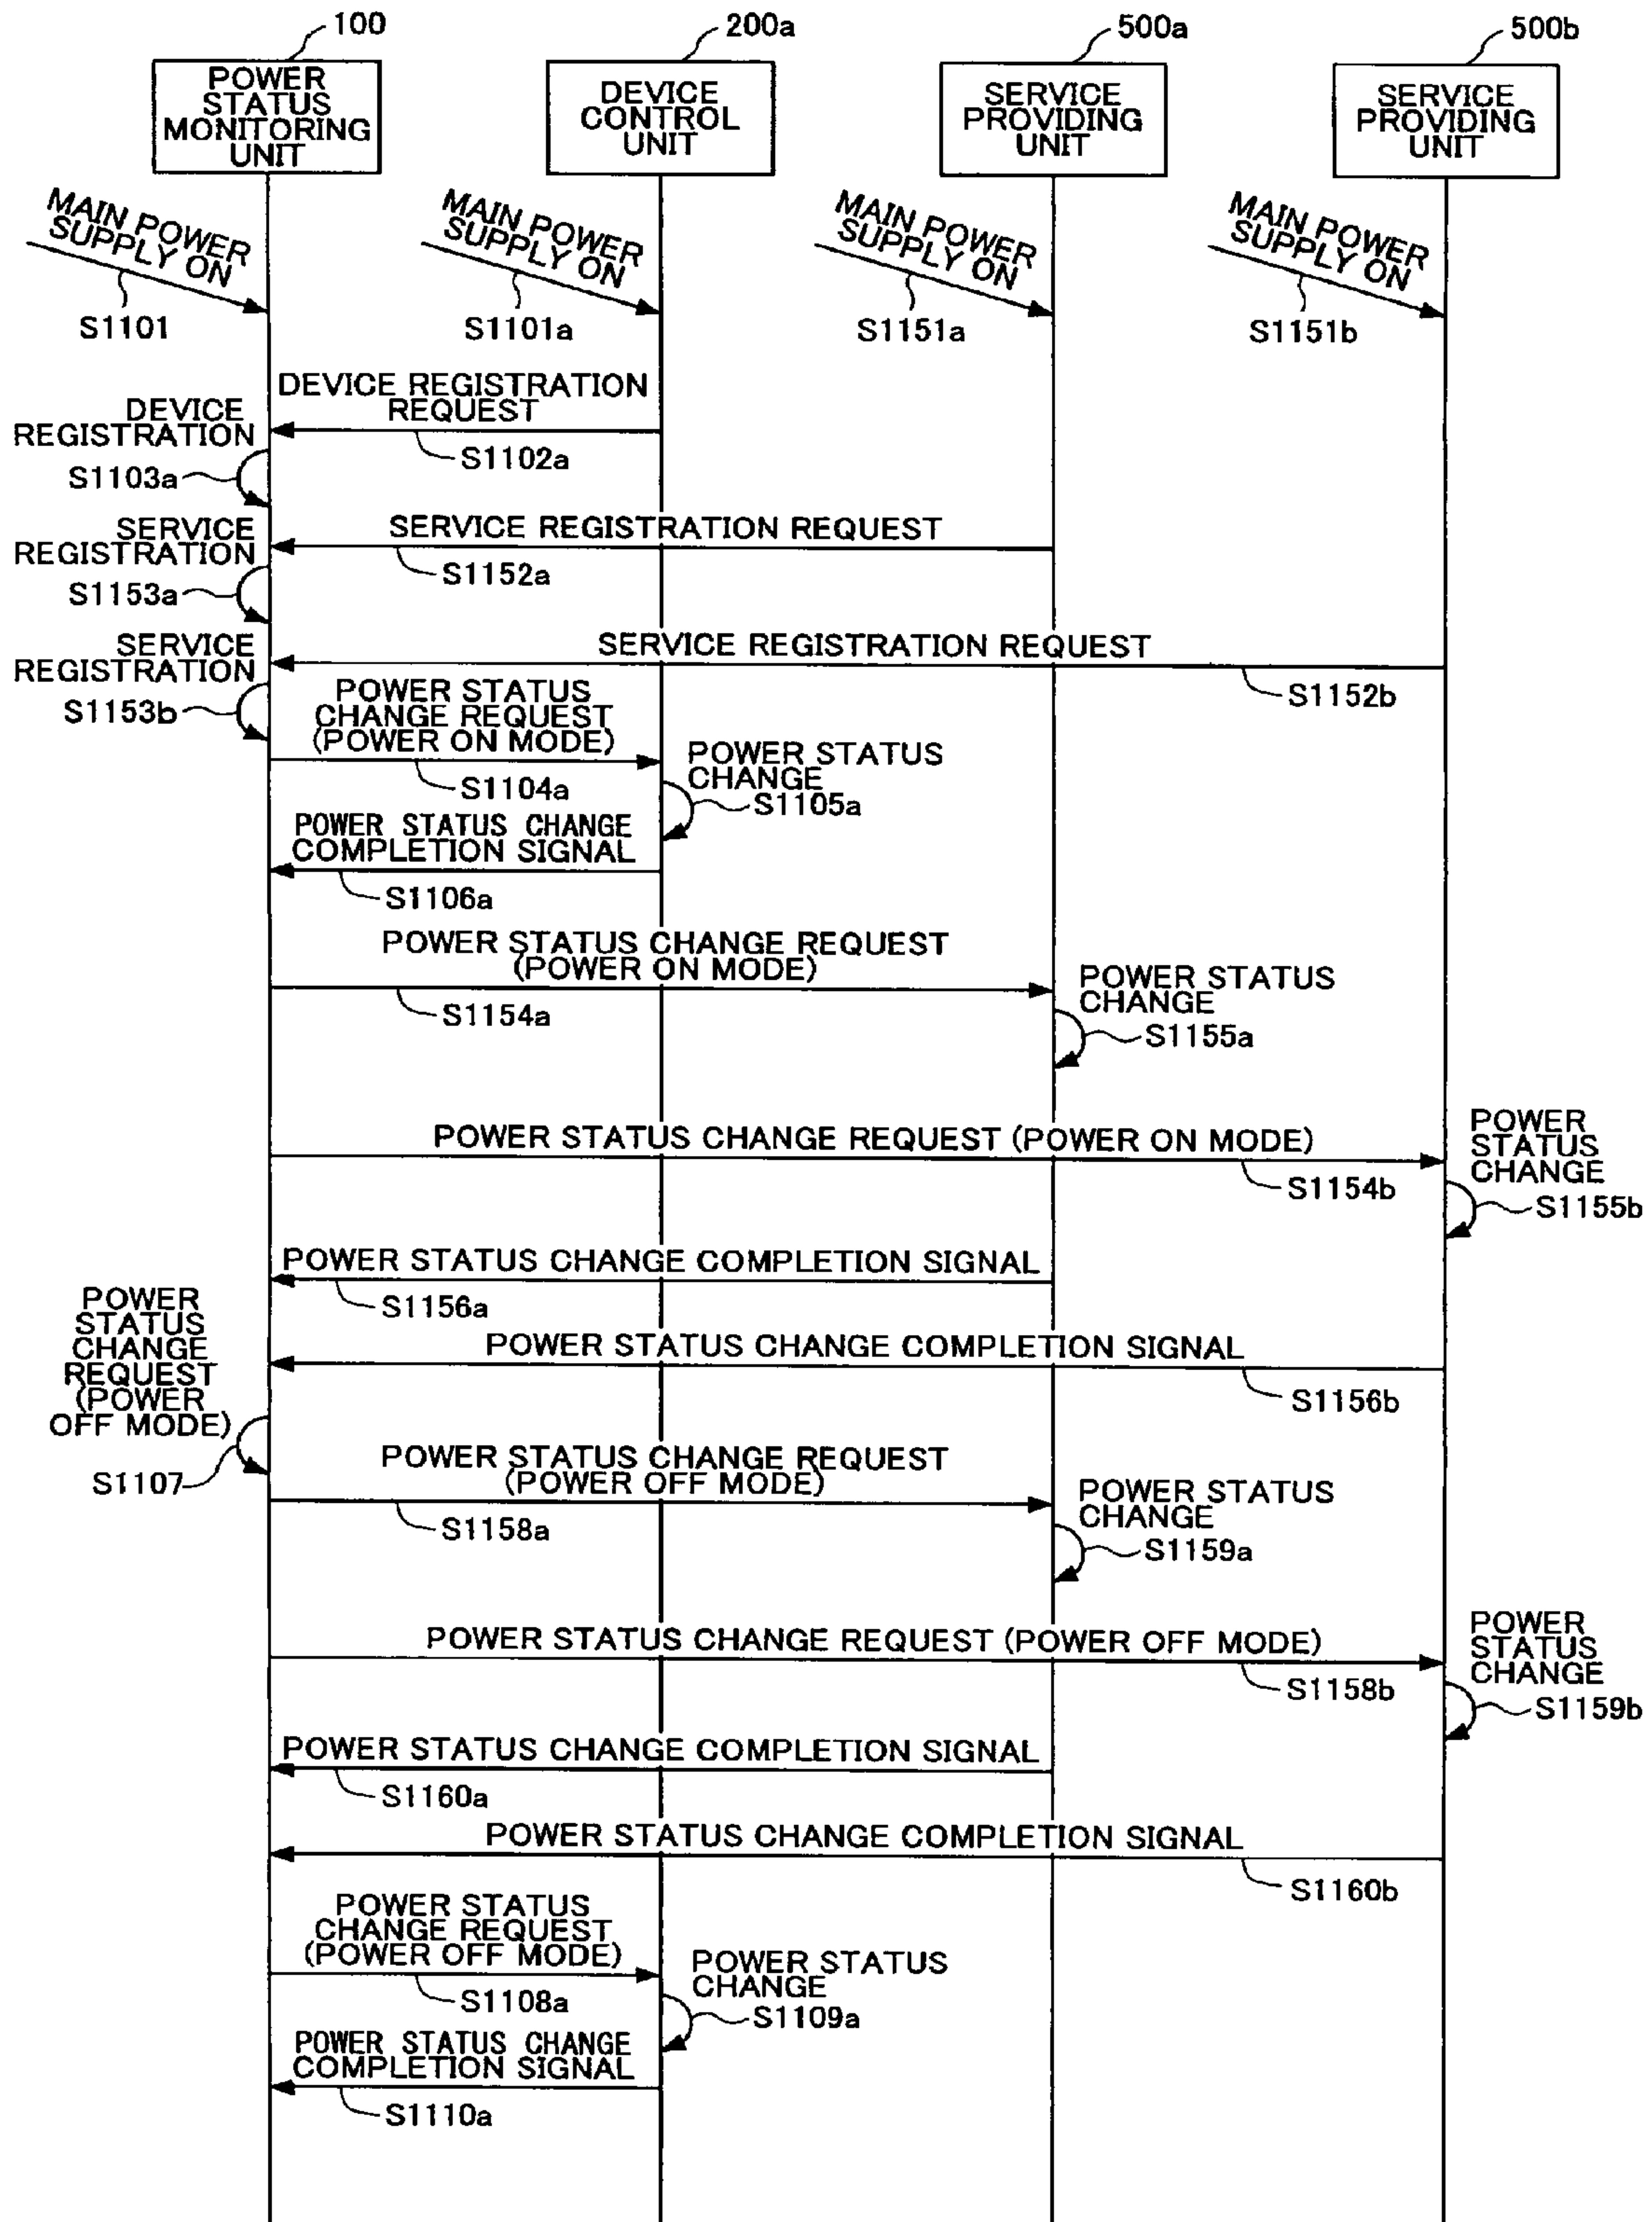 100
200a
500a
500b
POWER
STATUS
MONITORING
UNIT
DEVICE
CONTROL
UNIT
SERVICE
PROVIDING
UNIT
SERVICE
PROVIDING
UNIT
MAIN POWER
SUPPLY ON
S1101
MAIN POWER
SUPPLY ON
S1101a
MAIN POWER
SUPPLY ON
S1151a
MAIN POWER
SUPPLY ON
S1151b
DEVICE REGISTRATION
REQUEST
S1102a
DEVICE
REGISTRATION
S1103a
SERVICE REGISTRATION REQUEST
S1152a
SERVICE
REGISTRATION
S1153a
SERVICE REGISTRATION REQUEST
S1152b
SERVICE
REGISTRATION
S1153b
POWER STATUS
CHANGE REQUEST
(POWER ON MODE)
S1104a
POWER STATUS
CHANGE
S1105a
POWER STATUS CHANGE
COMPLETION SIGNAL
S1106a
POWER STATUS CHANGE REQUEST
(POWER ON MODE)
S1154a
POWER STATUS
CHANGE
S1155a
POWER STATUS CHANGE REQUEST (POWER ON MODE)
S1154b
POWER
STATUS
CHANGE
S1155b
POWER STATUS CHANGE COMPLETION SIGNAL
S1156a
POWER STATUS CHANGE COMPLETION SIGNAL
S1156b
POWER
STATUS
CHANGE
REQUEST
(POWER
OFF MODE)
S1107
POWER STATUS CHANGE REQUEST
(POWER OFF MODE)
S1158a
POWER STATUS
CHANGE
S1159a
POWER STATUS CHANGE REQUEST (POWER OFF MODE)
S1158b
POWER
STATUS
CHANGE
S1159b
POWER STATUS CHANGE COMPLETION SIGNAL
S1160a
POWER STATUS CHANGE COMPLETION SIGNAL
S1160b
POWER STATUS
CHANGE REQUEST
(POWER OFF MODE)
S1108a
POWER STATUS
CHANGE
S1109a
POWER STATUS CHANGE
COMPLETION SIGNAL
S1110a